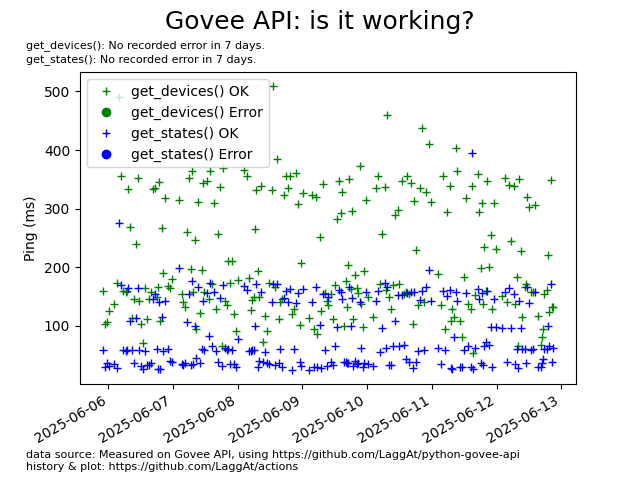 Govee API: is it working?
get_devices(): No recorded error in 7 days.
get_states(): No recorded error in 7 days.
get_devices() OK
get_devices() Error
get_states() OK
get_states() Error
Ping (ms)
500
400
300
200
100
2025-06-06
2025-06-07
2025-06-08
2025-06-09
2025-06-10
2025-06-11
2025-06-12
2025-06-13
data source: Measured on Govee API, using https://github.com/LaggAt/python-govee-api
history & plot: https://github.com/LaggAt/actions